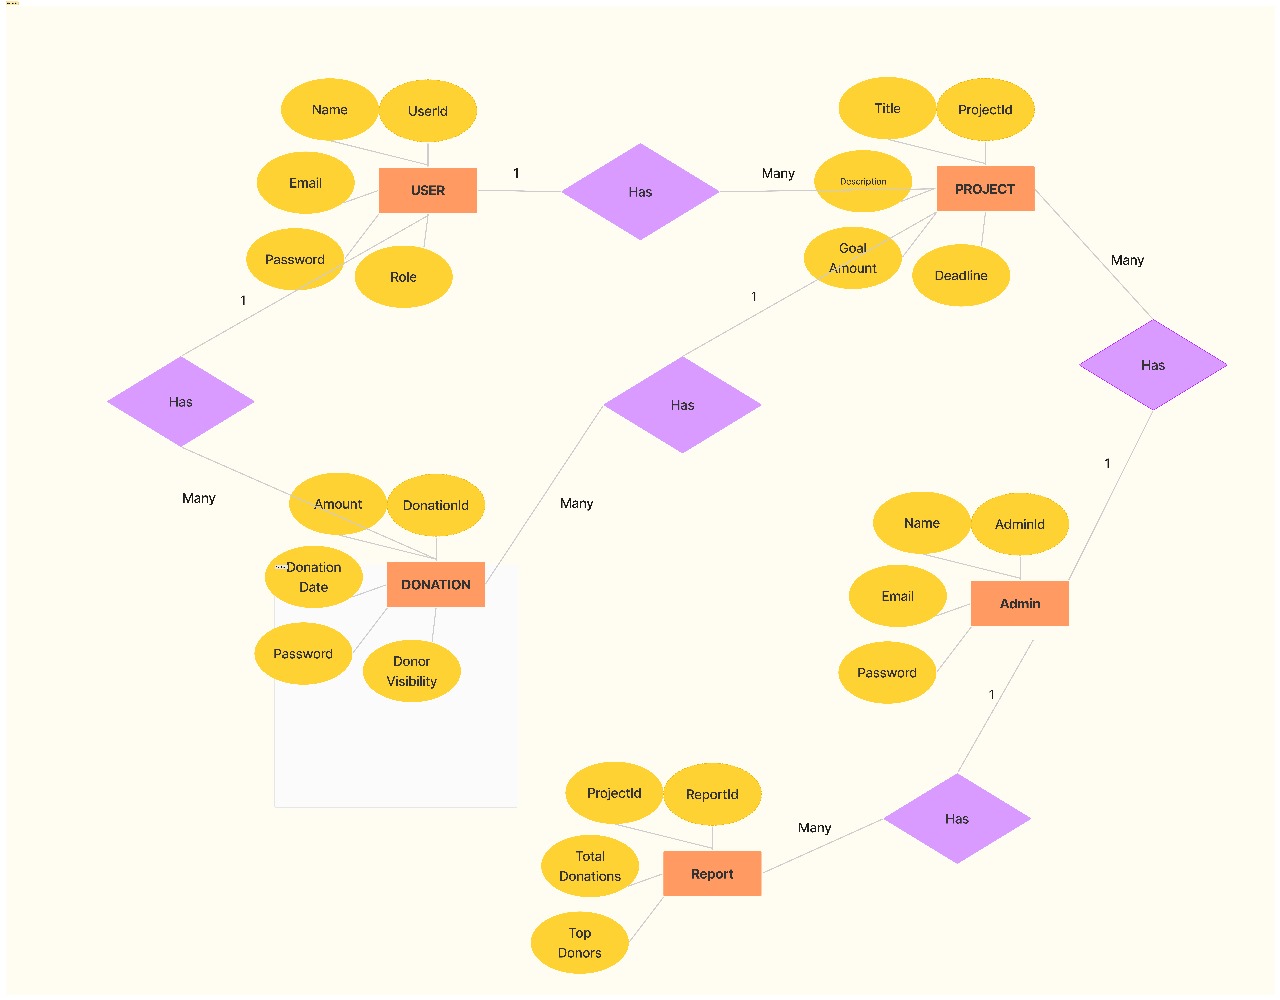 Name
UserId
Title
ProjectId
Email
USER
1
Has
Many
Description
PROJECT
Password
Role
Goal
Amount
Deadline
Many
1
1
Has
Has
Has
Many
Amount
DonationId
Many
1
Name
AdminId
Donation
Date
DONATION
Email
Admin
Password
Donor
Visibility
Password
1
ProjectId
ReportId
Many
Has
Total
Donations
Report
Top
Donors